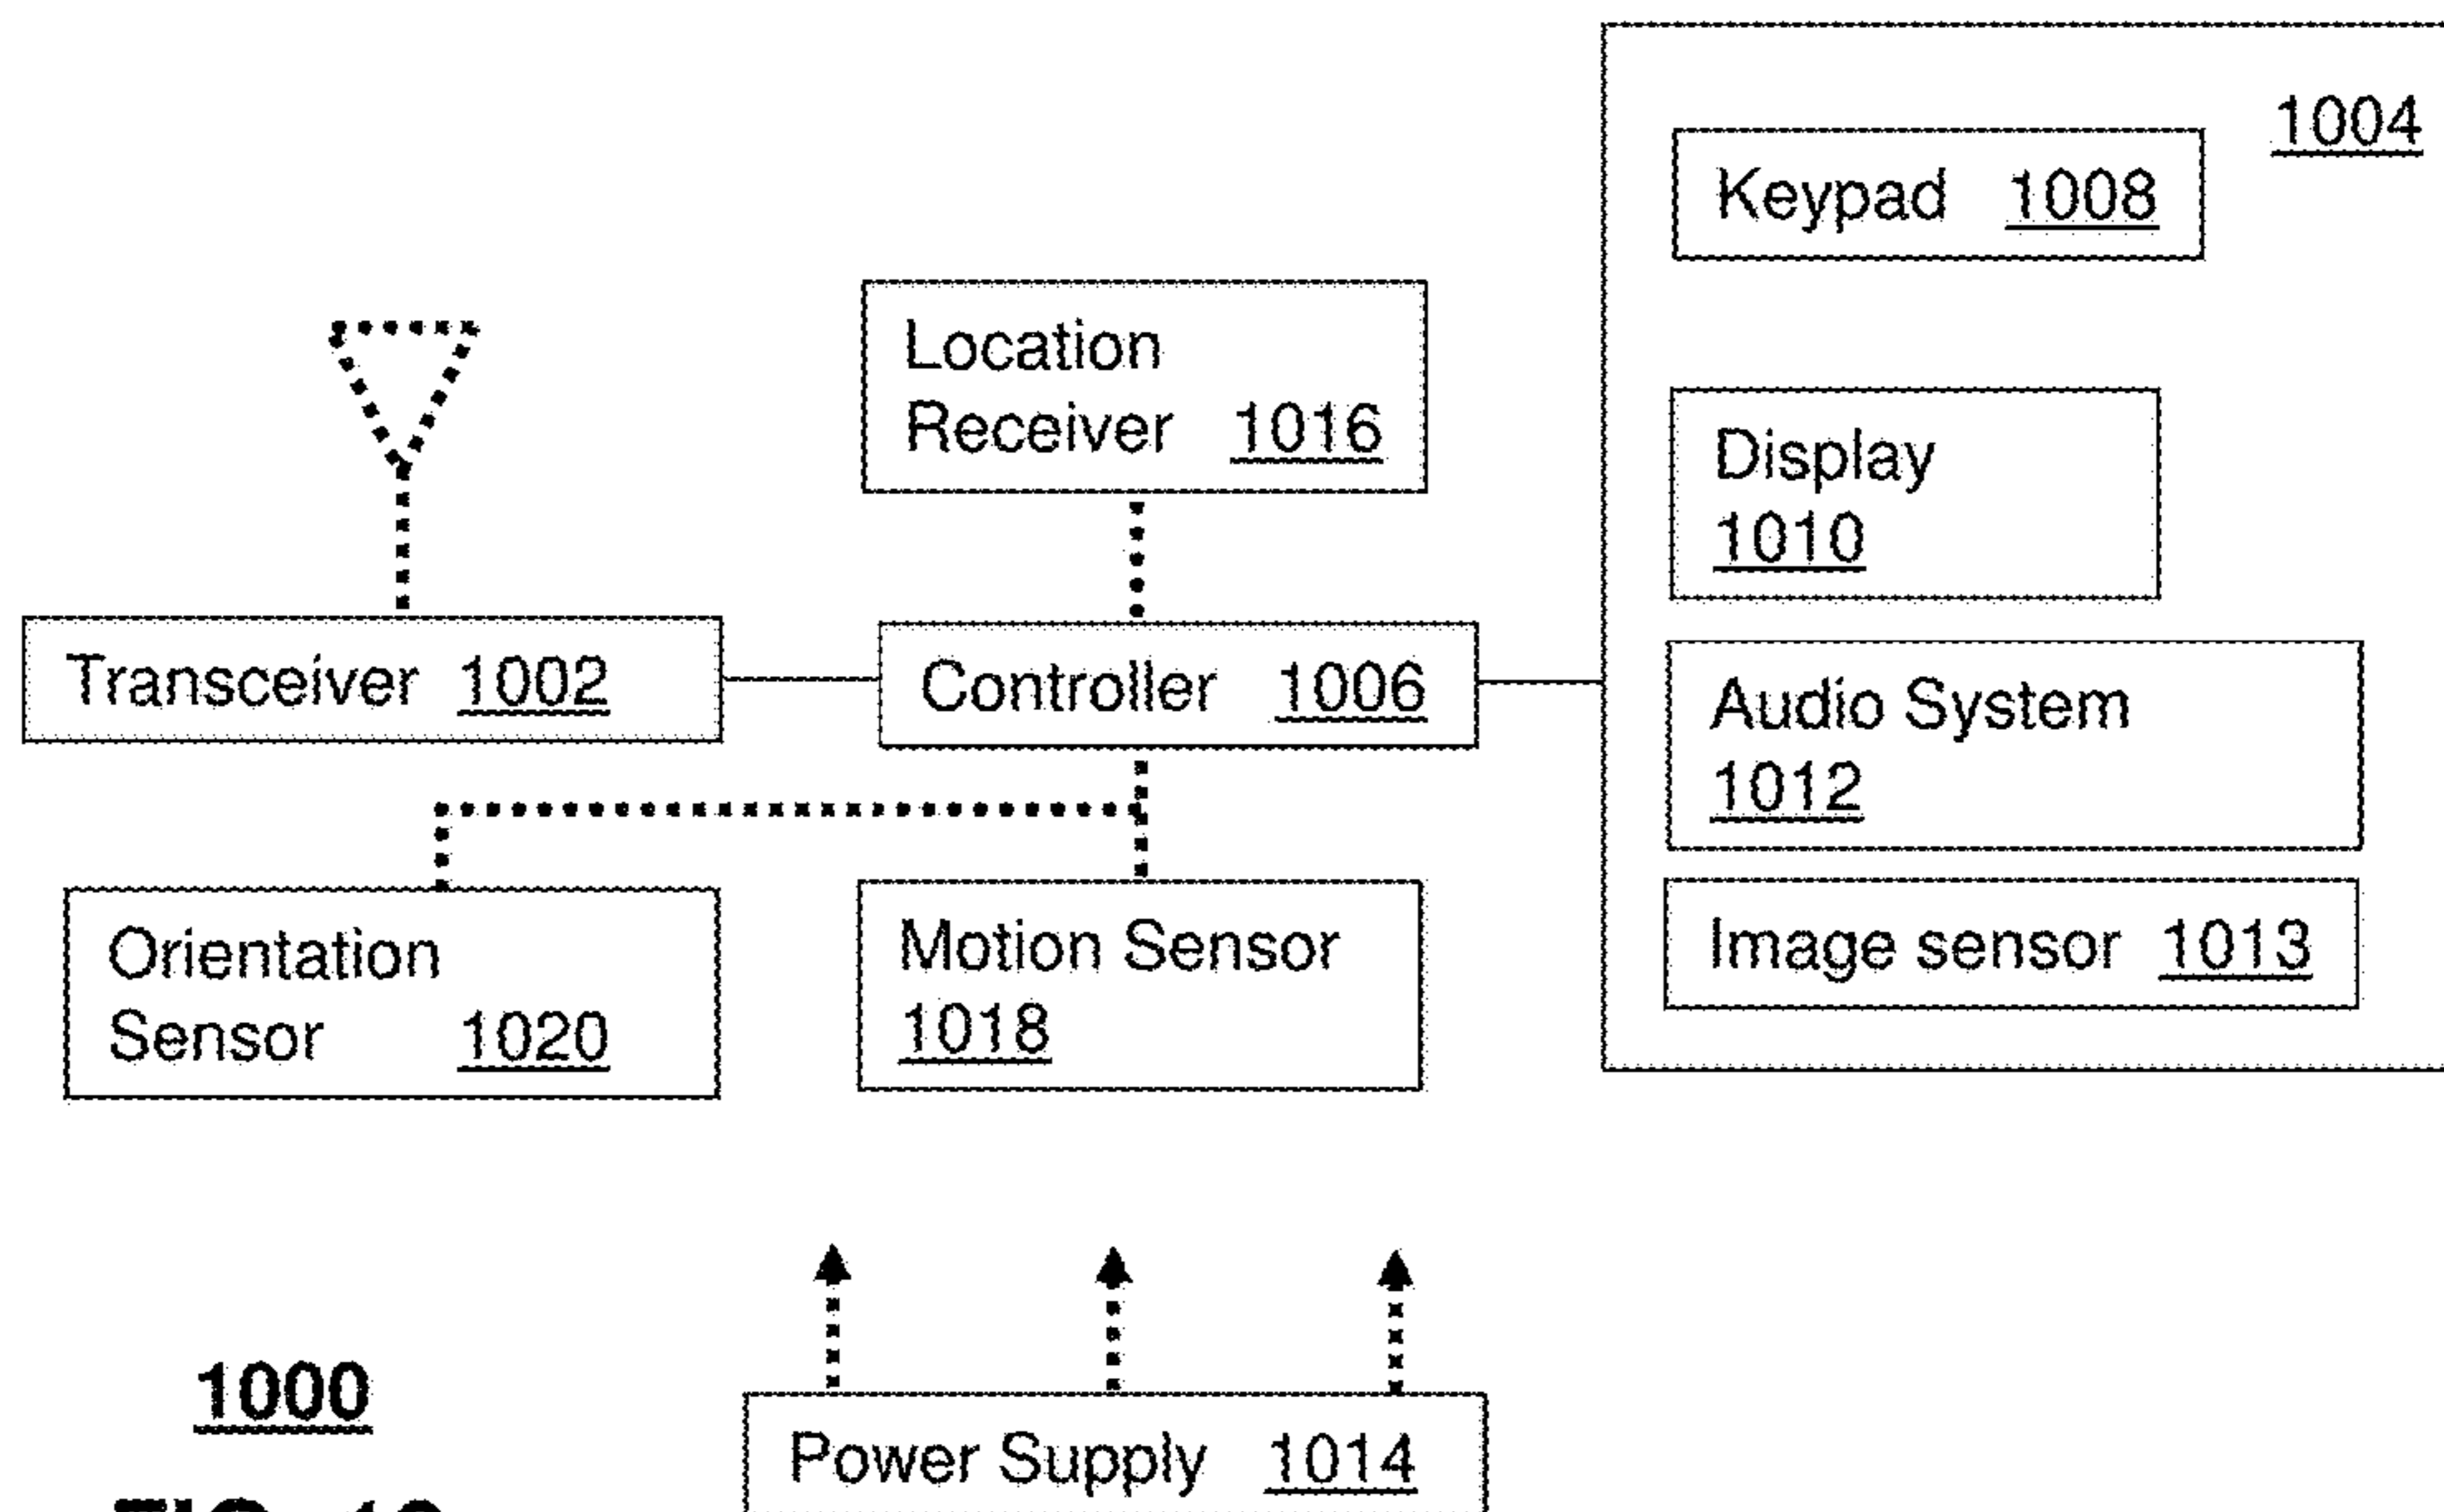 1004
Keypad 1008
Location
Receiver 1016
Display
1010
Transceiver 1002
Controller 1006
Audio System
1012
Orientation
Sensor 1020
Motion Sensor
1018
Image sensor 1013
1000
Power Supply 1014